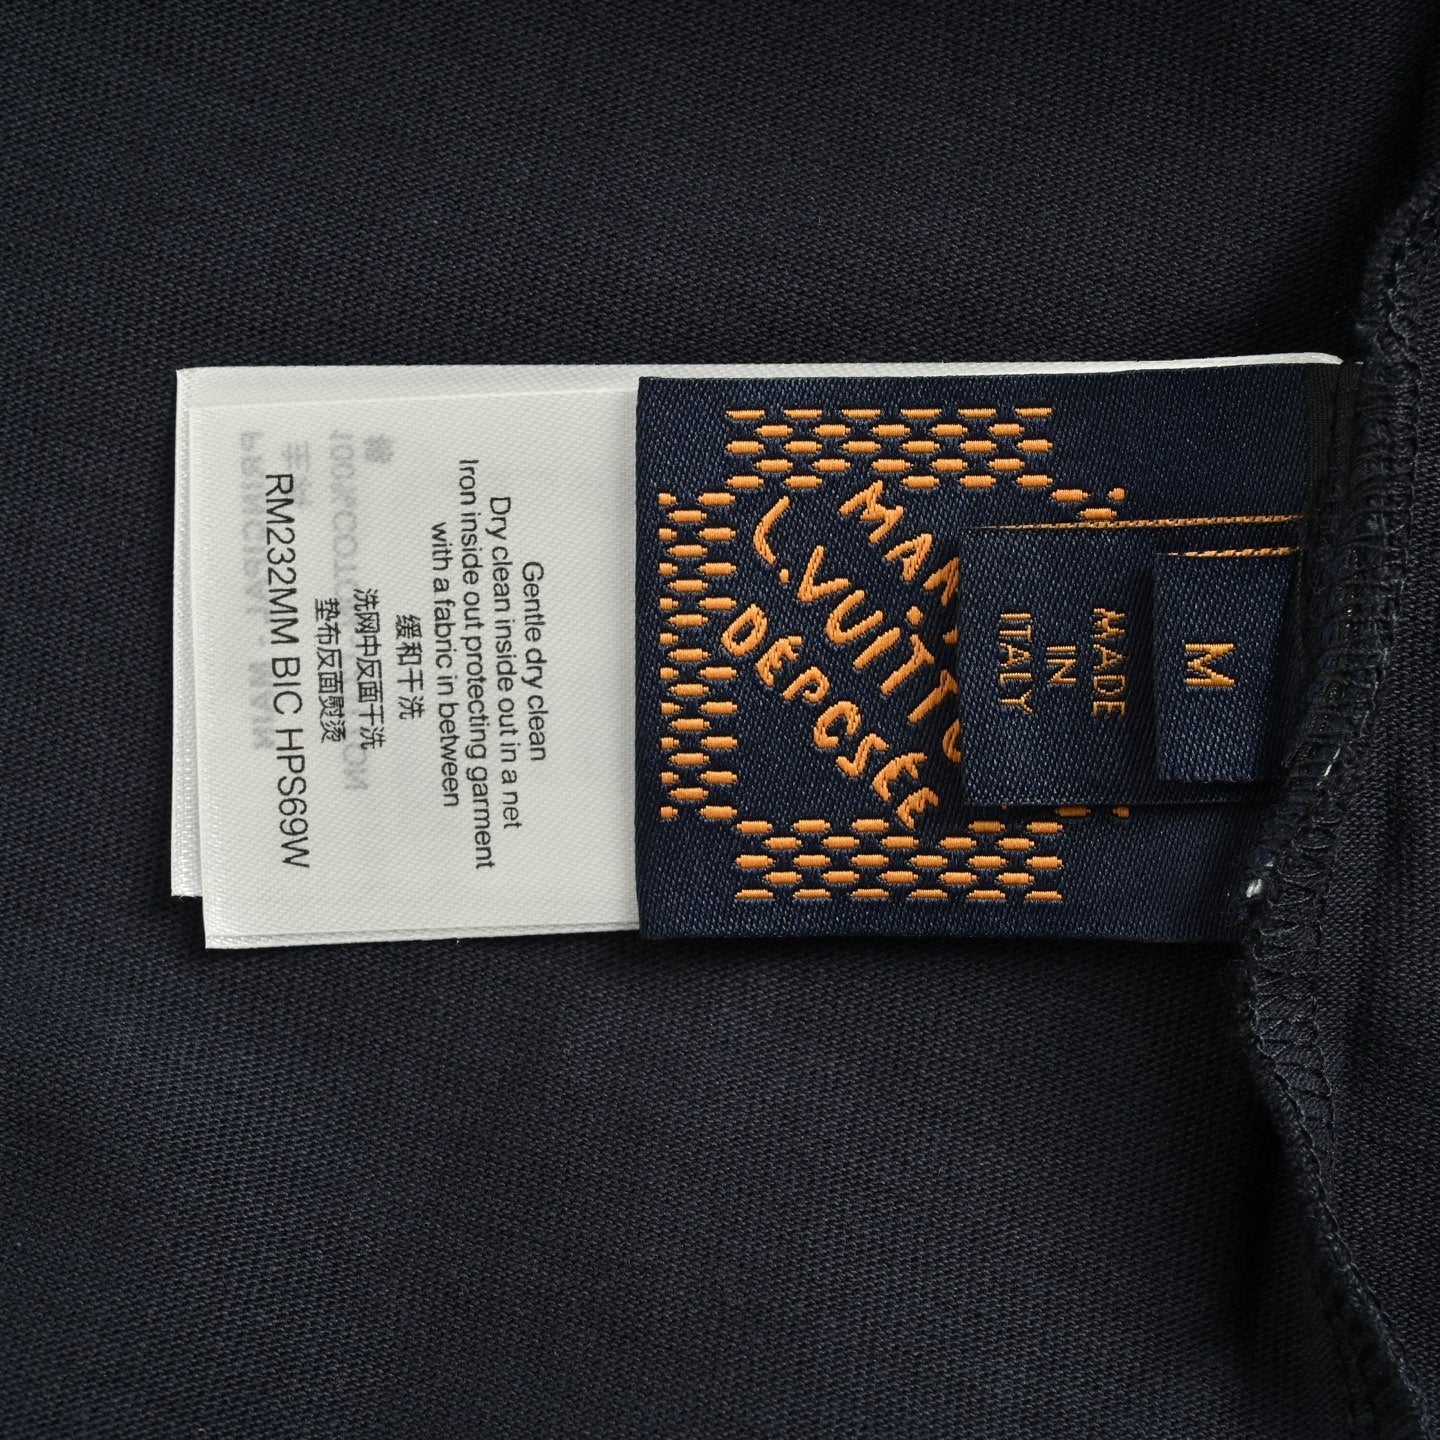 Gentle dry clean
Dry clean inside out in a net
Iron inside out protecting garment
with a fabric in between
缓和干洗
洗网中反面干洗
垫布反面熨烫
RM232MM BIC HPS69W
L.VUITTO
DEPCSEE
MADE
IN
ITALY
M